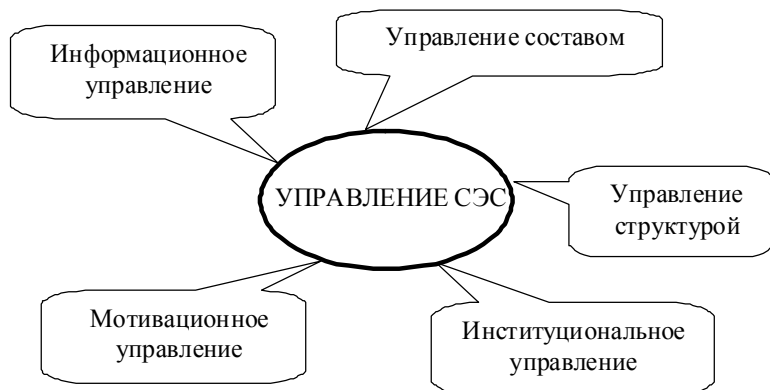 Информационное
управление
Управление составом
УПРАВЛЕНИЕ СЭС
Управление
структурой
Мотивационное
управление
Институциональное
управление